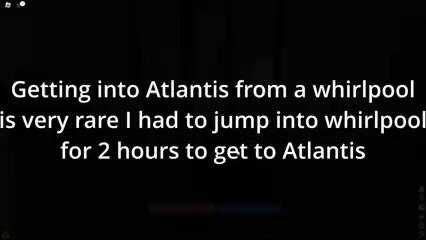 Getting into Atlantis from a whirlpool
is very rare I had to jump into whirlpool
for 2 hours to get to Atlantis